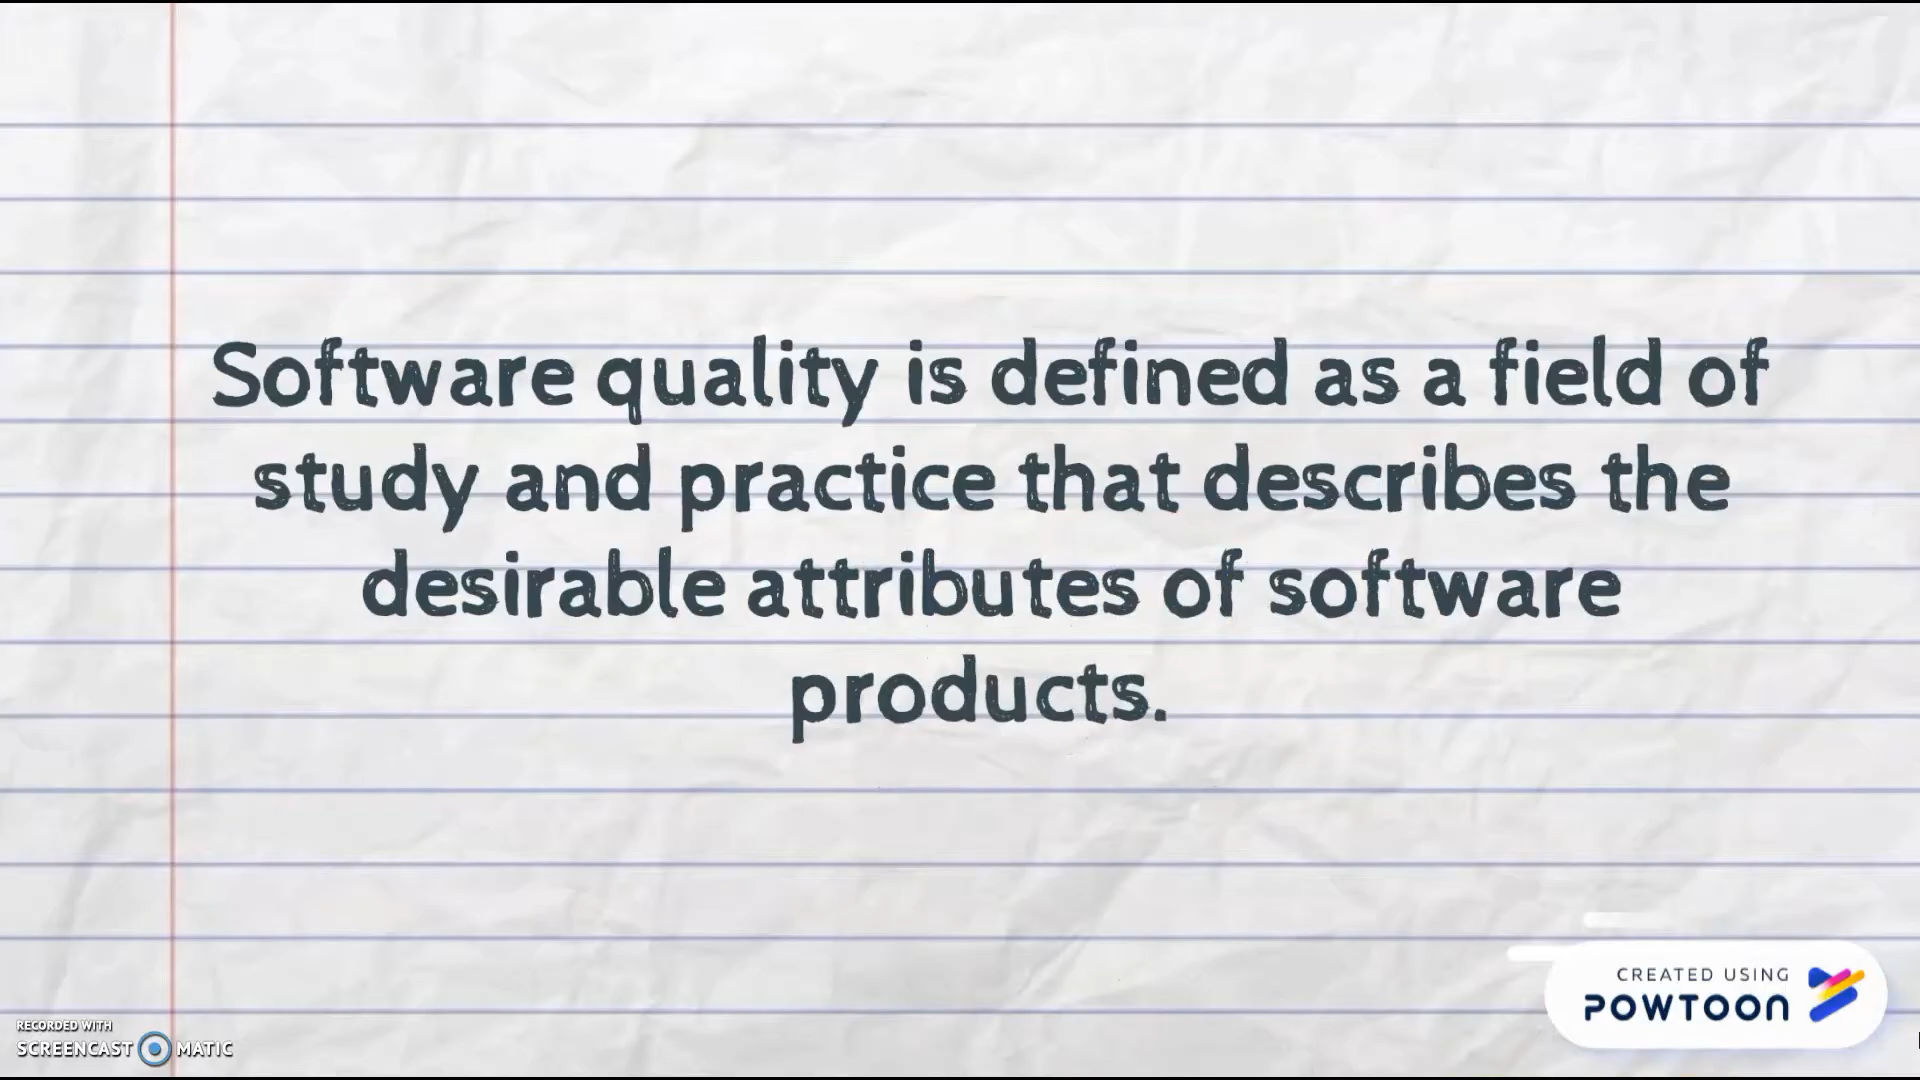 Software quality is defined as a field of
study and practice that describes the
desirable attributes of software
products.
CREATED USING
POWTOON
RECORDED WITH
SCREENCAST MATIC